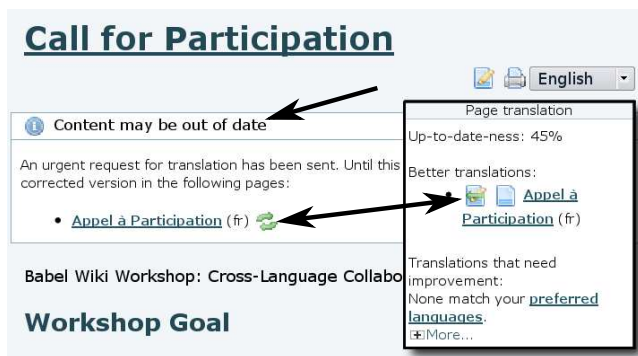 Call for Participation
English
Content may be out of date
An urgent request for translation has been sent. Until this
corrected version in the following pages:
• Appel à Participation (fr)
Babel Wiki Workshop: Cross-Language Collabo
Workshop Goal
Page translation
Up-to-date-ness: 45%
Better translations:
• Appel à
Participation (fr)
Translations that need
improvement:
None match your preferred
languages.
More...